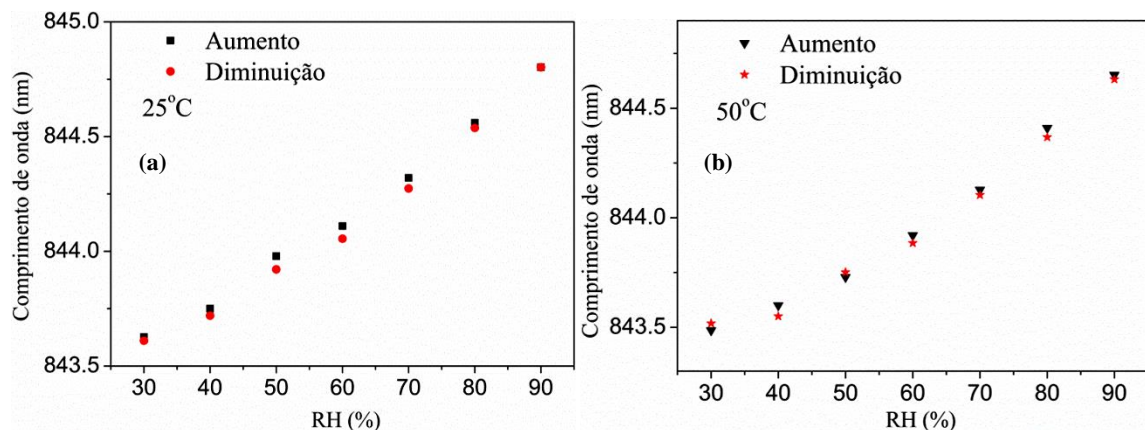 845.0
844.5
844.0
843.5
Comprimento de onda (nm)
Aumento
Diminuição
25°C
(a)
30 40 50 60 70 80 90
RH (%)
844.5
844.0
843.5
Comprimento de onda (nm)
Aumento
Diminuição
50°C
(b)
30 40 50 60 70 80 90
RH (%)